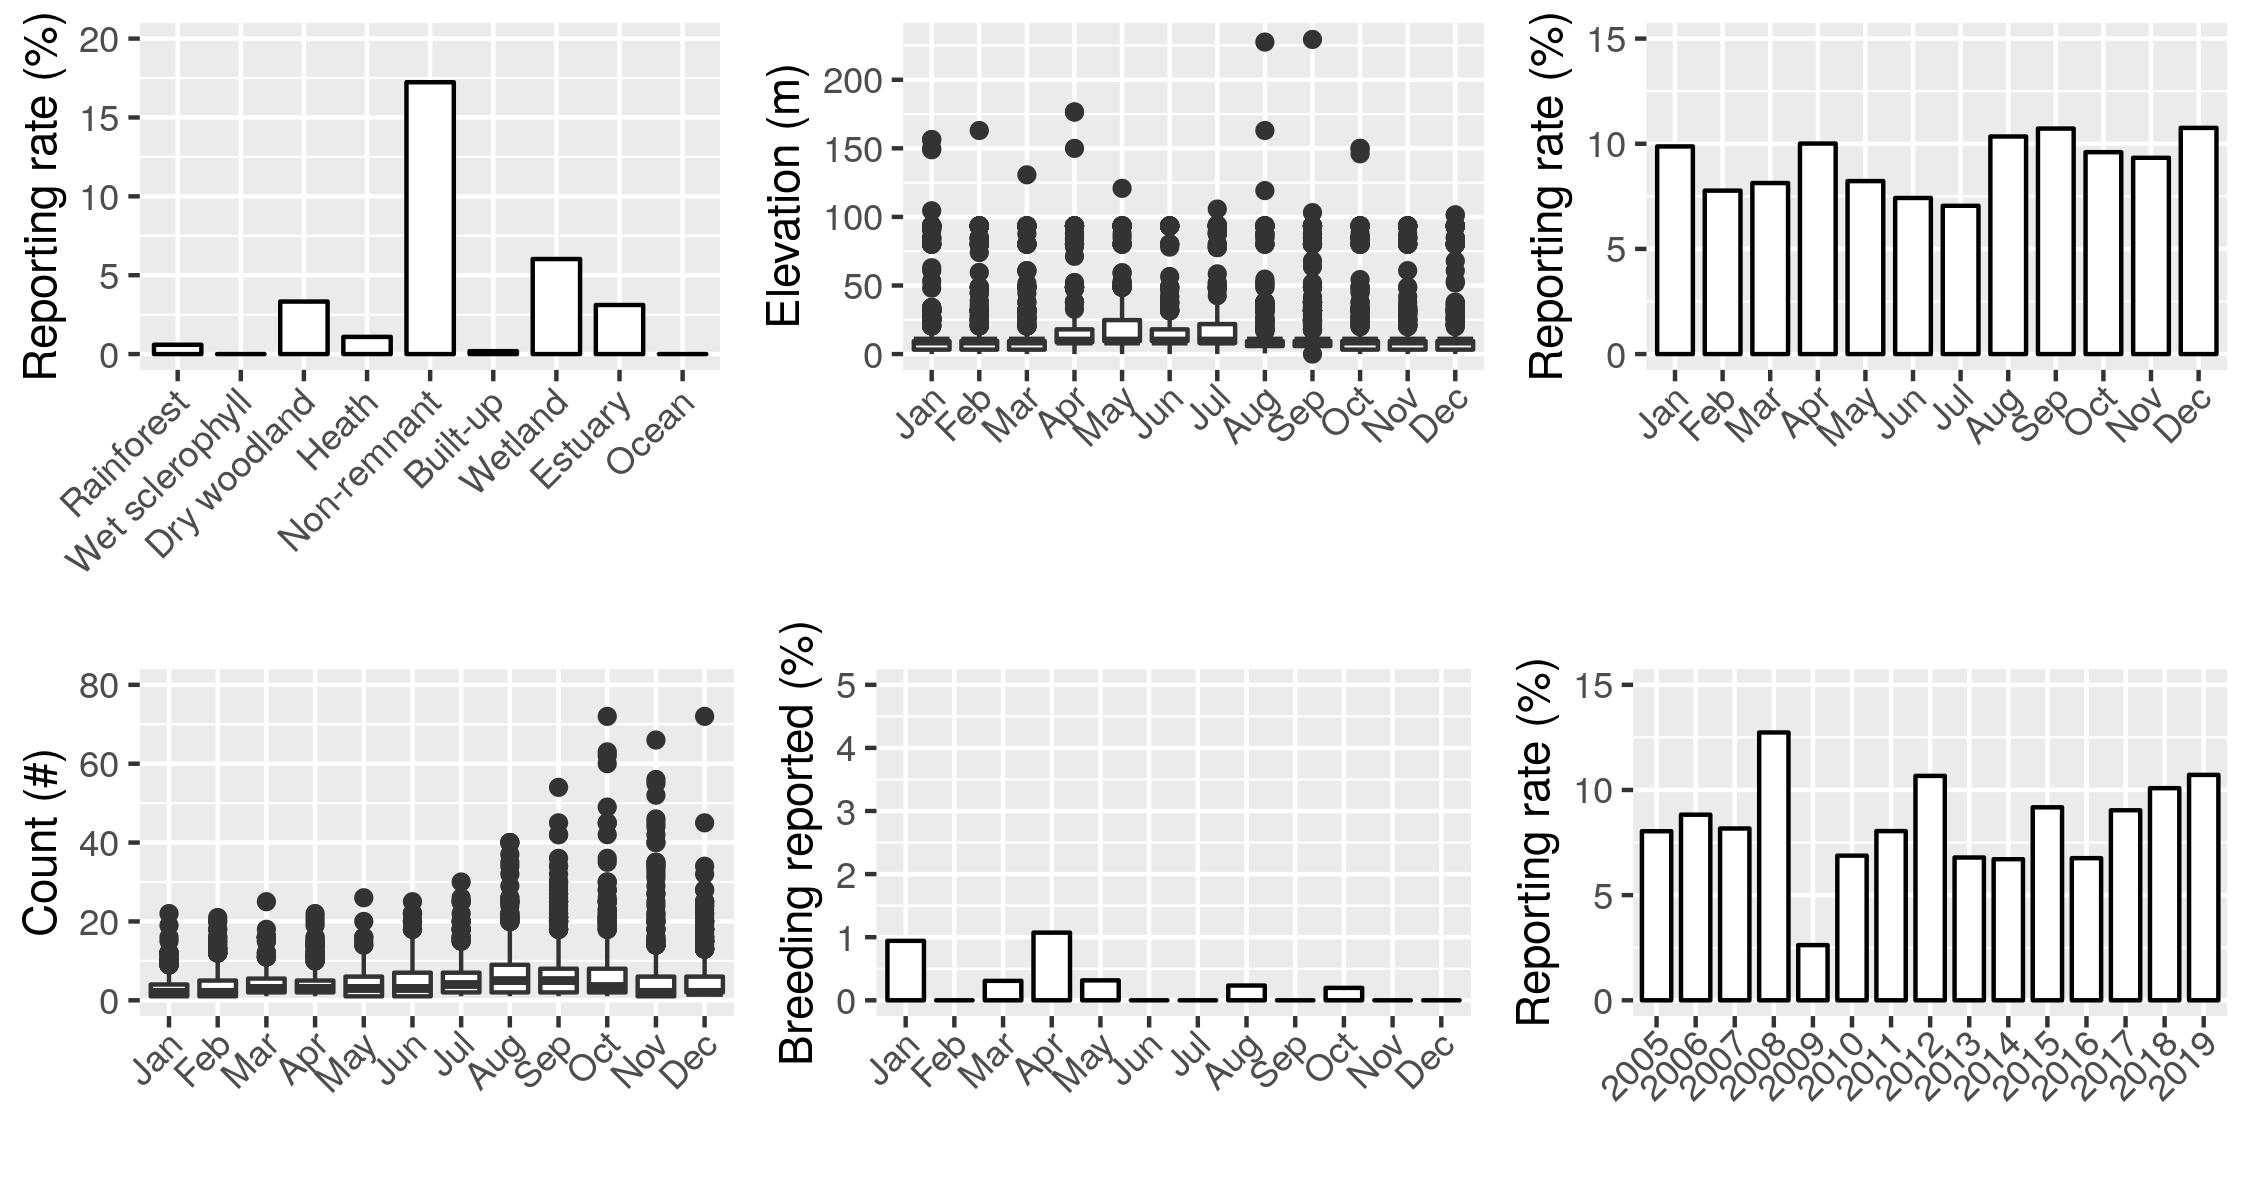 Reporting rate (%)
20
15
10
5
0
Rainforest
Wet sclerophyll
Dry woodland
Heath
Non-remnant
Built-up
Wetland
Estuary
Ocean
Elevation (m)
200
150
100
50
0
Jan
Feb
Mar
Apr
May
Jun
Jul
Aug
Sep
Oct
Nov
Dec
Reporting rate (%)
15
10
5
0
Jan
Feb
Mar
Apr
May
Jun
Jul
Aug
Sep
Oct
Nov
Dec
Count (#)
80
60
40
20
0
Jan
Feb
Mar
Apr
May
Jun
Jul
Aug
Sep
Oct
Nov
Dec
Breeding reported (%)
5
4
3
2
1
0
Jan
Feb
Mar
Apr
May
Jun
Jul
Aug
Sep
Oct
Nov
Dec
Reporting rate (%)
15
10
5
0
2005
2006
2007
2008
2009
2010
2011
2012
2013
2014
2015
2016
2017
2018
2019